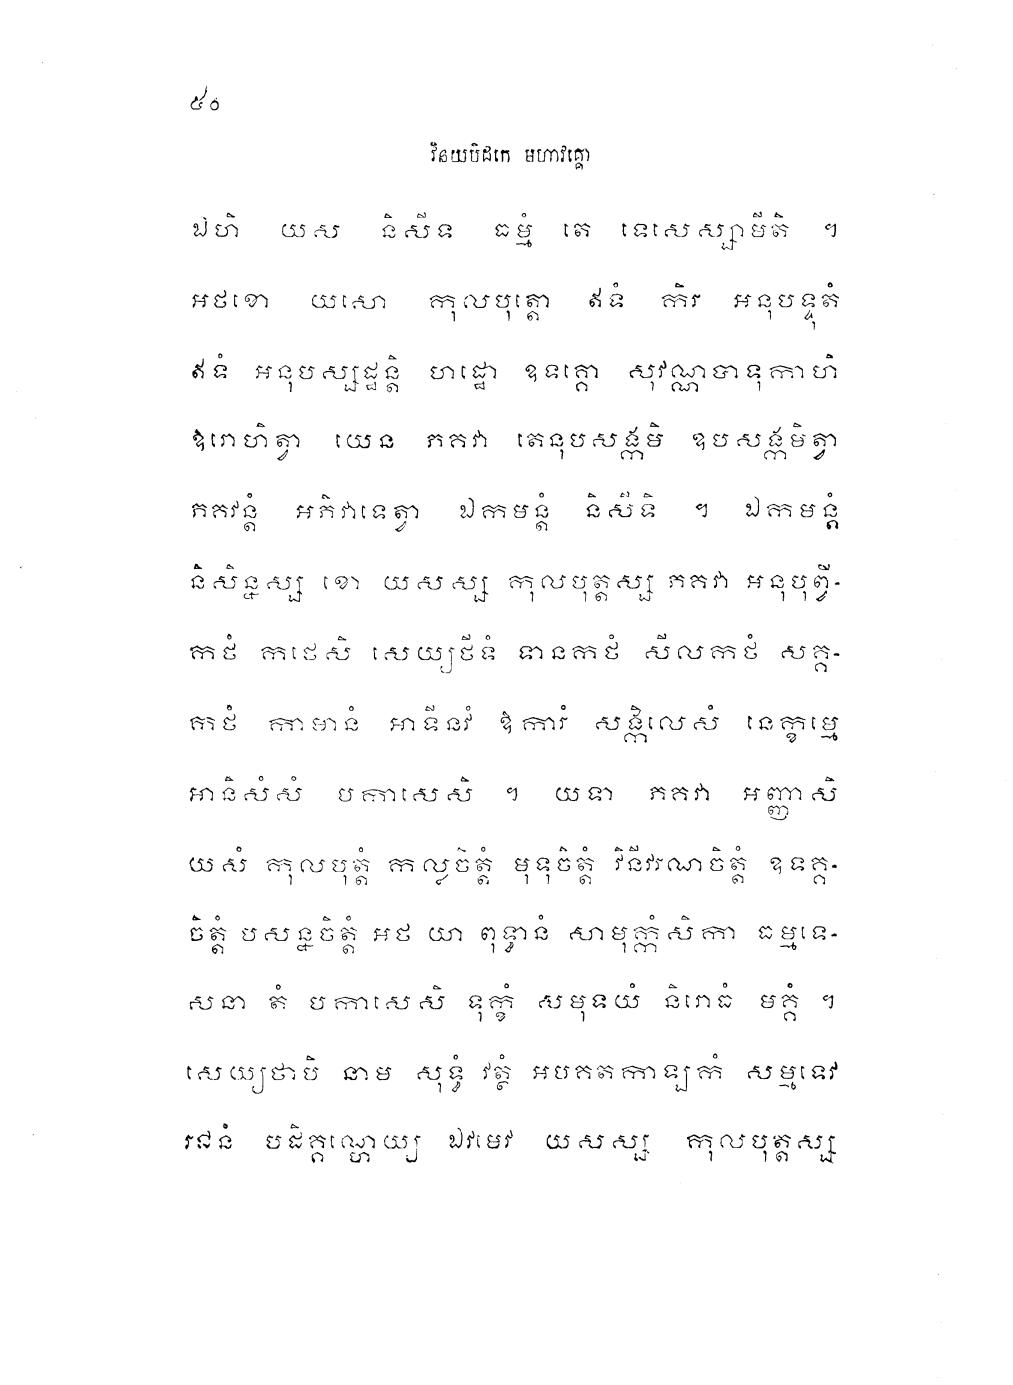 ៥០
វិនយបិដកេ មហាវគ្គោ
ឯហិ យស និសីទ ធម្មំ តេ ទេសេស្សាមីតិ ។
អថខោ យសោ កុលបុត្តោ ឥទំ កិរ អនុបទ្ទុតំ
ឥទំ អនុបស្សដ្ឋន្តិ ហដ្ឋោ ឧទគ្គោ សុវណ្ណបាទុកាហិ
ឱរោហិត្វា យេន ភគវា តេនុបសង្កមិ ឧបសង្កមិត្វា
ភគវន្តំ អភិវាទេត្វា ឯកមន្តំ និសីទិ ។ ឯកមន្តំ
និសិន្នស្ស ខោ យសស្ស កុលបុត្តស្ស ភគវា អនុបុព្វី-
កថំ កថេសិ សេយ្យថីទំ ទានកថំ សីលកថំ សគ្គ-
កថំ កាមានំ អាទីនវំ ឱការំ សង្កិលេសំ នេក្ខម្មេ
អានិសំសំ បកាសេសិ ។ យទា ភគវា អញ្ញាសិ
យសំ កុលបុត្តំ កល្លចិត្តំ មុទុចិត្តំ វិនីវរណចិត្តំ ឧទគ្គ-
ចិត្តំ បសន្នចិត្តំ អថ យា ពុទ្ធានំ សាមុក្កំសិកា ធម្មទេ-
សនា តំ បកាសេសិ ទុក្ខំ សមុទយំ និរោធំ មគ្គំ ។
សេយ្យថាបិ នាម សុទ្ធំ វត្ថំ អបគតកាឡកំ សម្មទេវ
រជនំ បដិគ្គណ្ហេយ្យ ឯវមេវ យសស្ស កុលបុត្តស្ស